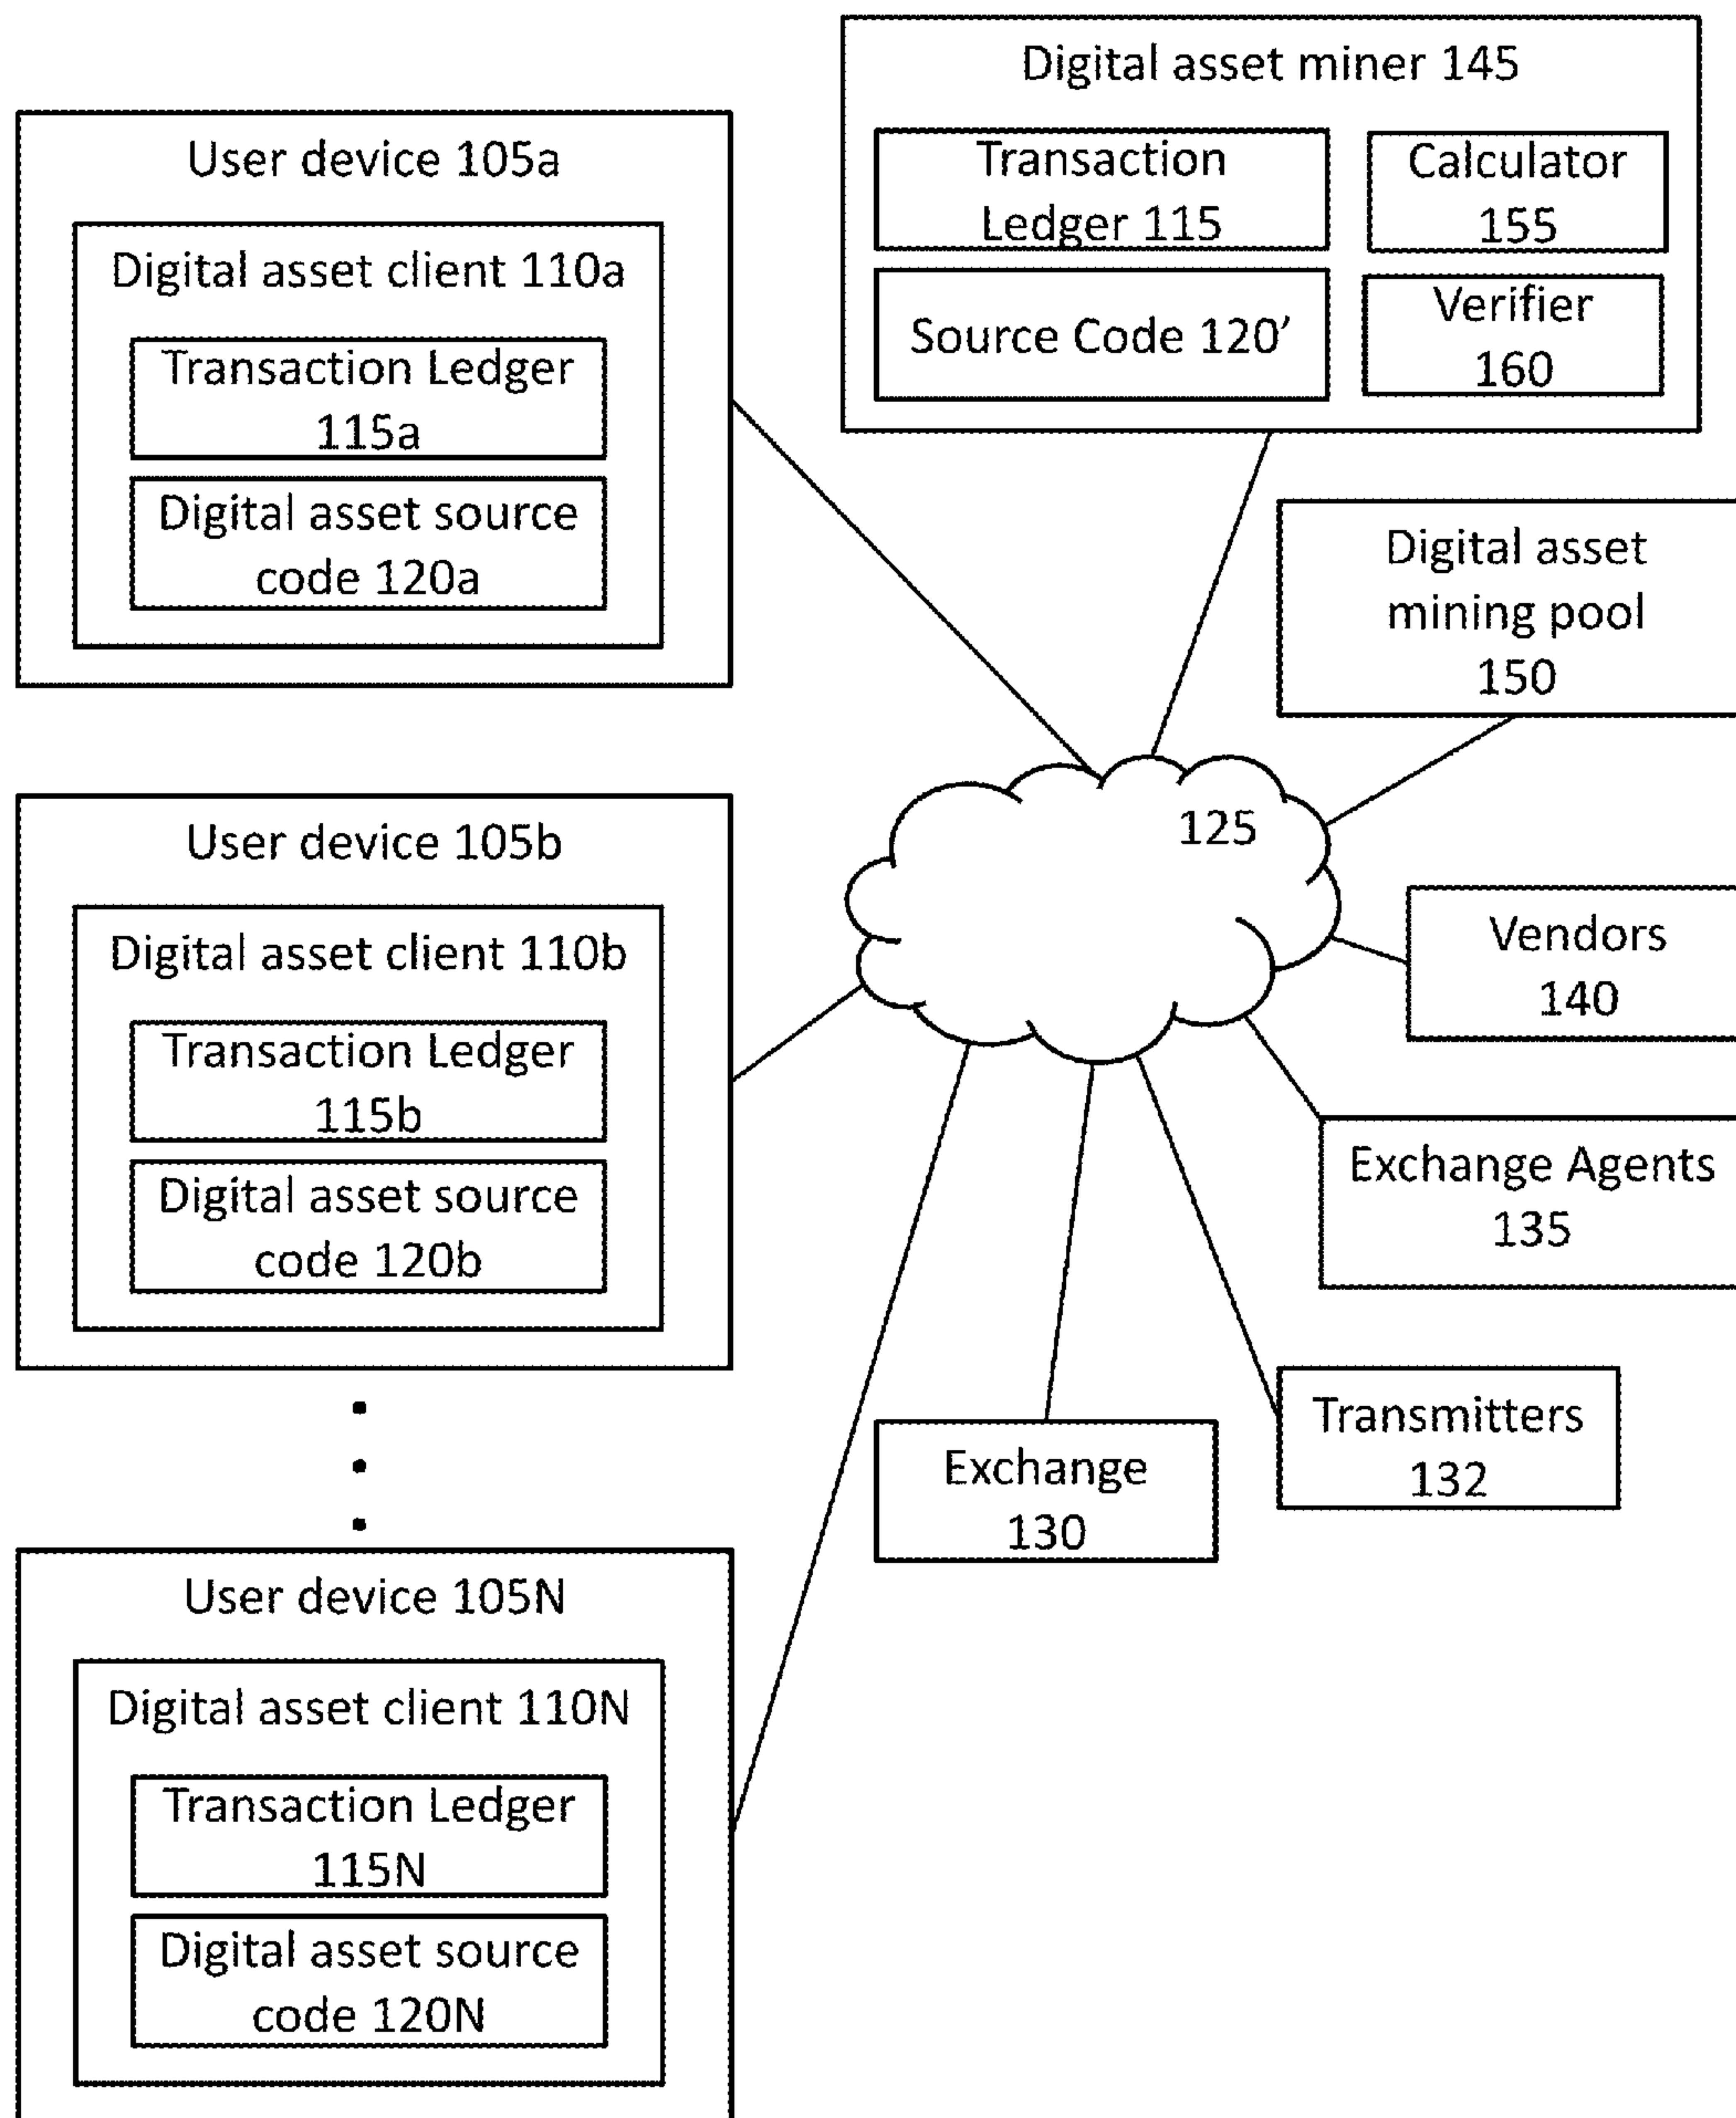 Digital asset miner 145
Transaction
Ledger 115
Calculator
155
Source Code 120’
Verifier
160
User device 105a
Digital asset client 110a
Transaction Ledger
115a
Digital asset source
code 120a
Digital asset
mining pool
150
125
User device 105b
Digital asset client 110b
Transaction Ledger
115b
Digital asset source
code 120b
Vendors
140
Exchange Agents
135
Transmitters
132
Exchange
130
User device 105N
Digital asset client 110N
Transaction Ledger
115N
Digital asset source
code 120N